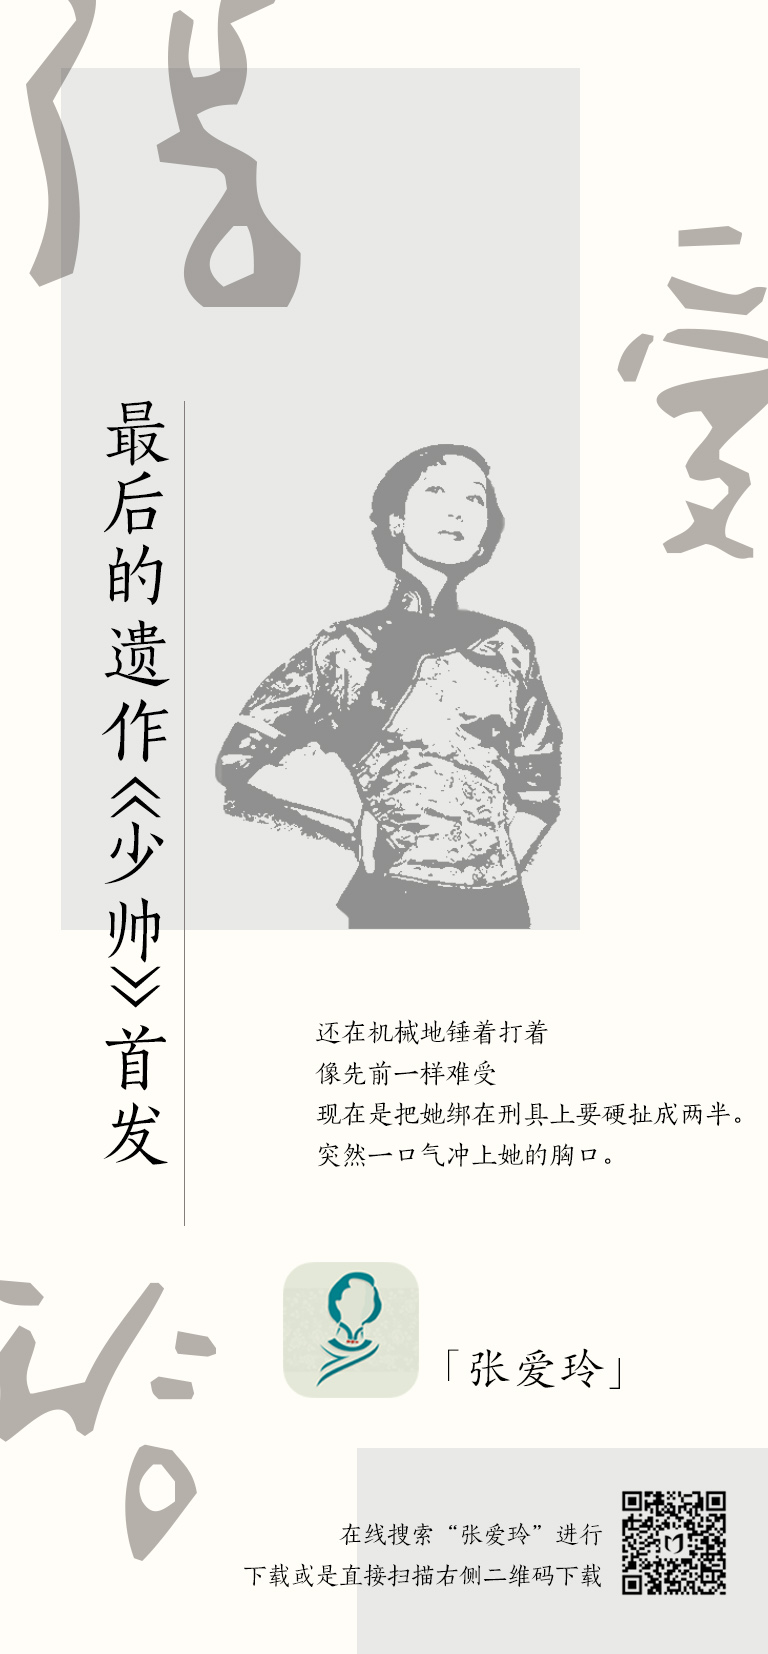 张
爱
玲
最后的遗作《少帅》首发
还在机械地锤着打着
像先前一样难受
现在是把她绑在刑具上要硬扯成两半。
突然一口气冲上她的胸口。
「张爱玲」
在线搜索“张爱玲”进行
下载或是直接扫描右侧二维码下载